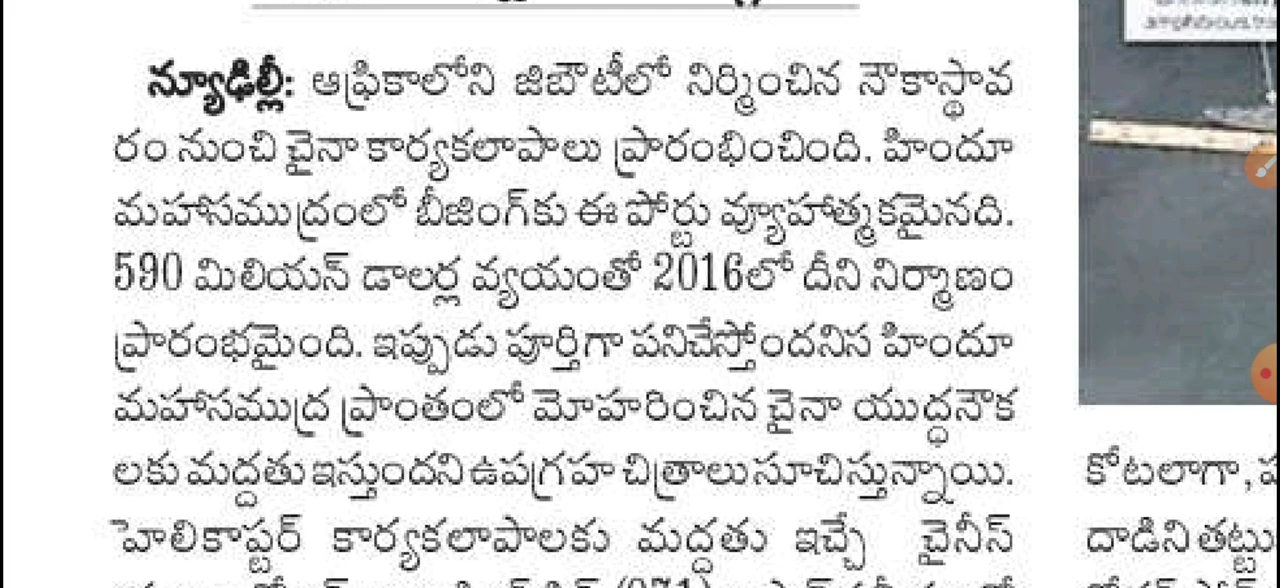 న్యూఢిల్లీ: ఆఫ్రికాలోని జిబౌటీలో నిర్మించిన నౌకాస్థావ
రం నుంచి చైనా కార్యకలాపాలు ప్రారంభించింది. హిందూ
మహాసముద్రంలో బీజింగ్‌కు ఈ పోర్టు వ్యూహాత్మకమైనది.
590 మిలియన్ డాలర్ల వ్యయంతో 2016లో దీని నిర్మాణం
ప్రారంభమైంది. ఇప్పుడు పూర్తిగా పనిచేస్తోందనిస హిందూ
మహాసముద్ర ప్రాంతంలో మోహరించిన చైనా యుద్ధనౌక
లకు మద్దతు ఇస్తుందని ఉపగ్రహ చిత్రాలు సూచిస్తున్నాయి.
హెలికాప్టర్ కార్యకలాపాలకు మద్దతు ఇచ్చే చైనీస్
కోటలాగా,
దాడిని తట్టు